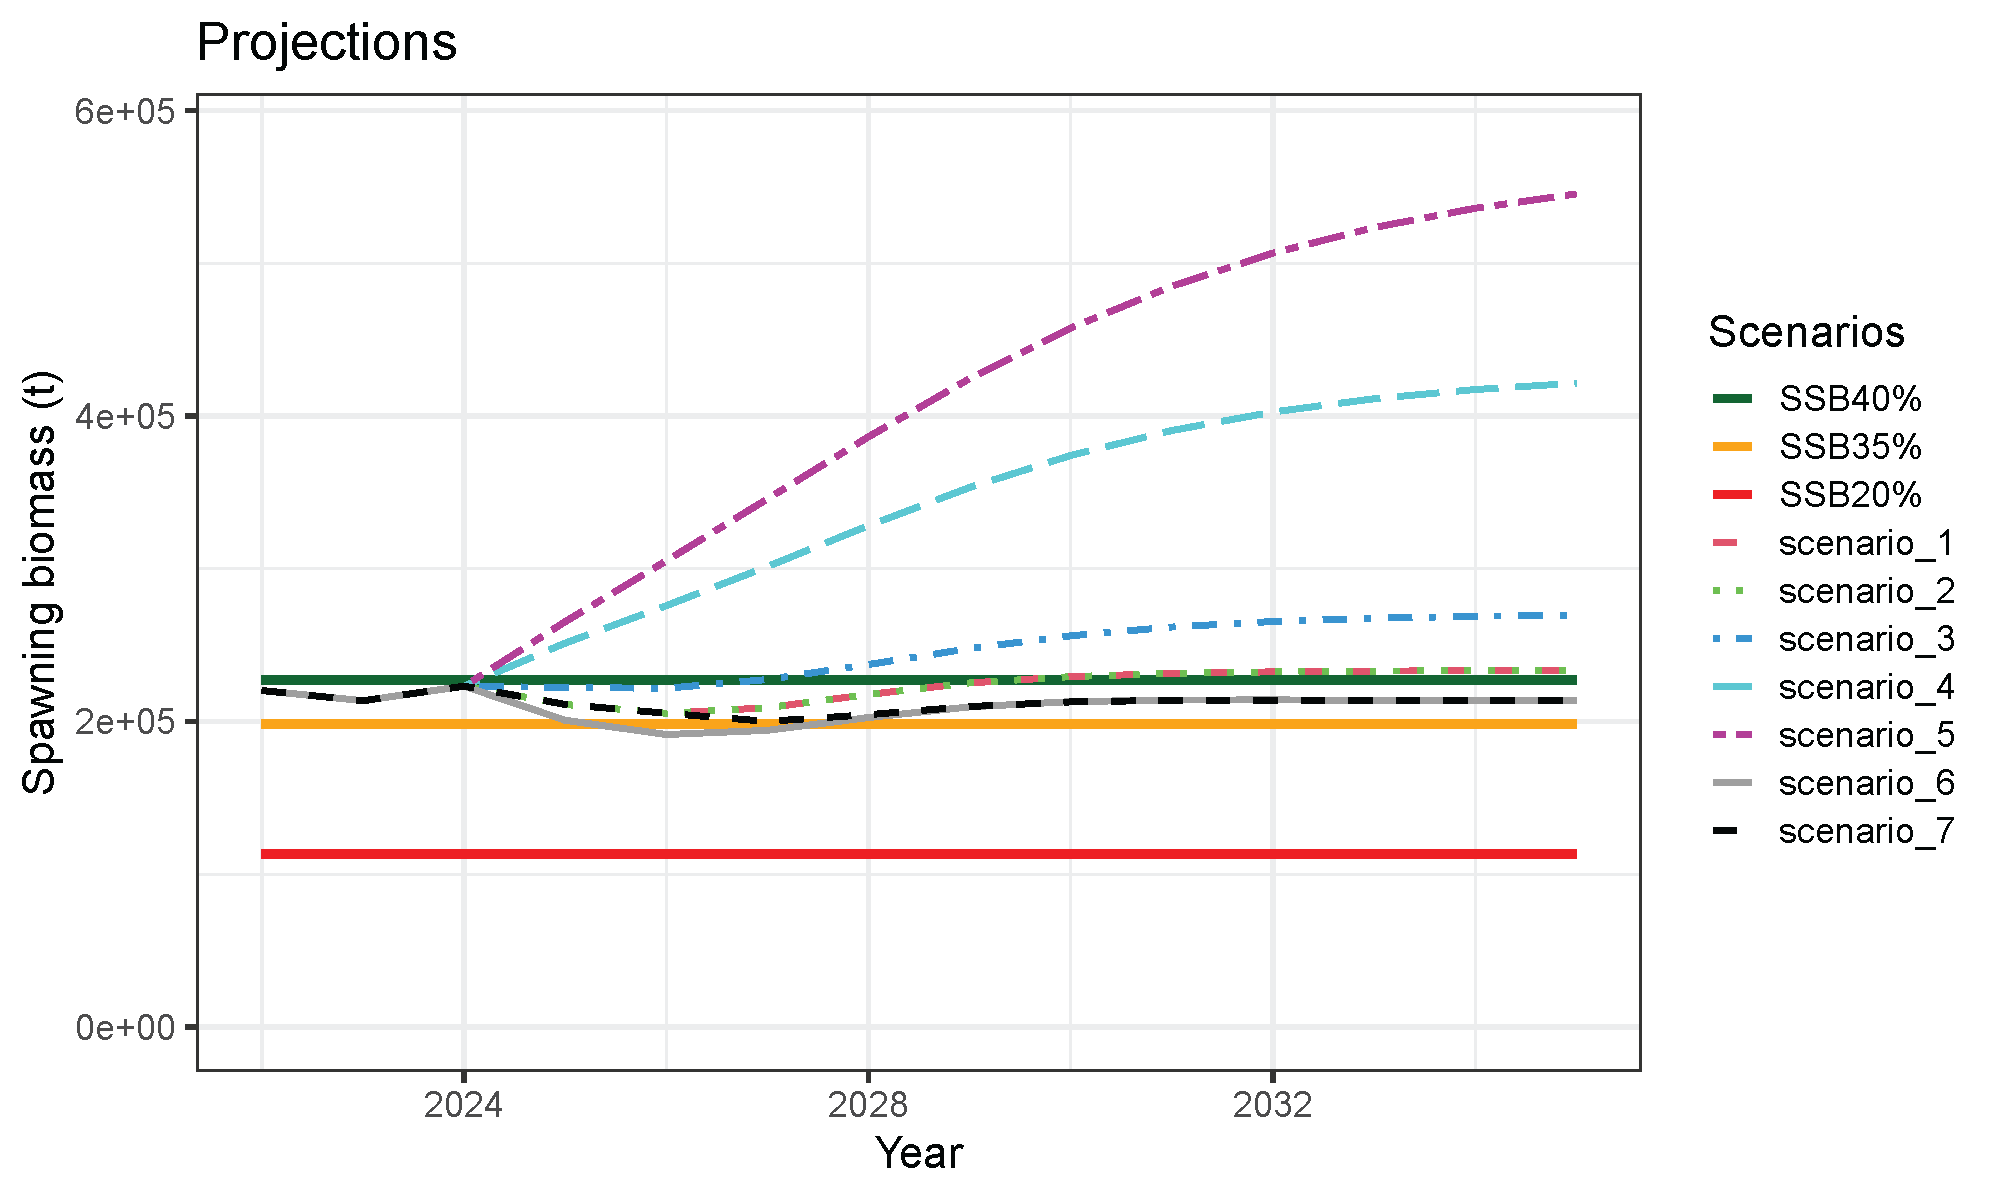 Projections
Spawning biomass (t)
6e+05
4e+05
2e+05
0e+00
2024
2028
2032
Year
Scenarios
SSB40%
SSB35%
SSB20%
scenario_1
scenario_2
scenario_3
scenario_4
scenario_5
scenario_6
scenario_7